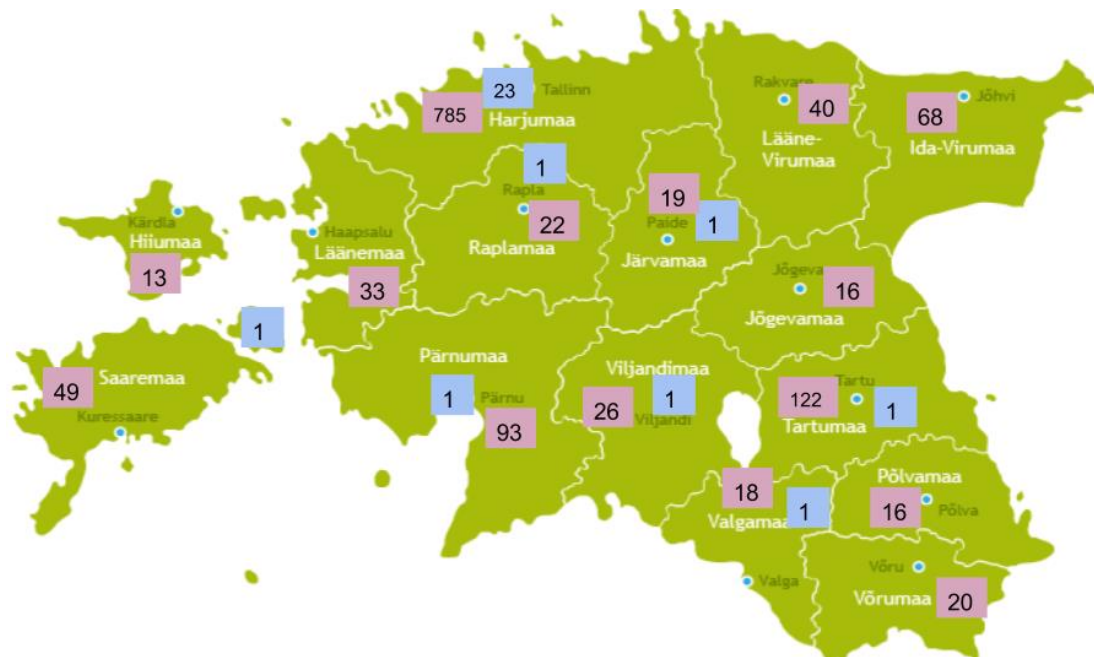 23
Tallinn
785
Harjumaa
Rakvere
40
Lääne-
Virumaa
Jõhvi
68
Ida-Virumaa
1
Rapla
22
Raplamaa
19
Paide
1
Järvamaa
Kärdla
Hiiumaa
13
Haapsalu
Läänemaa
33
Jõgeva
16
Jõgevamaa
1
Saaremaa
49
Kuressaare
Pärnumaa
1
Pärnu
93
Viljandimaa
26
1
Viljandi
Tartu
122
1
Tartumaa
18
Valgamaa
1
Valga
Põlvamaa
16
Põlva
Võru
Võrumaa
20